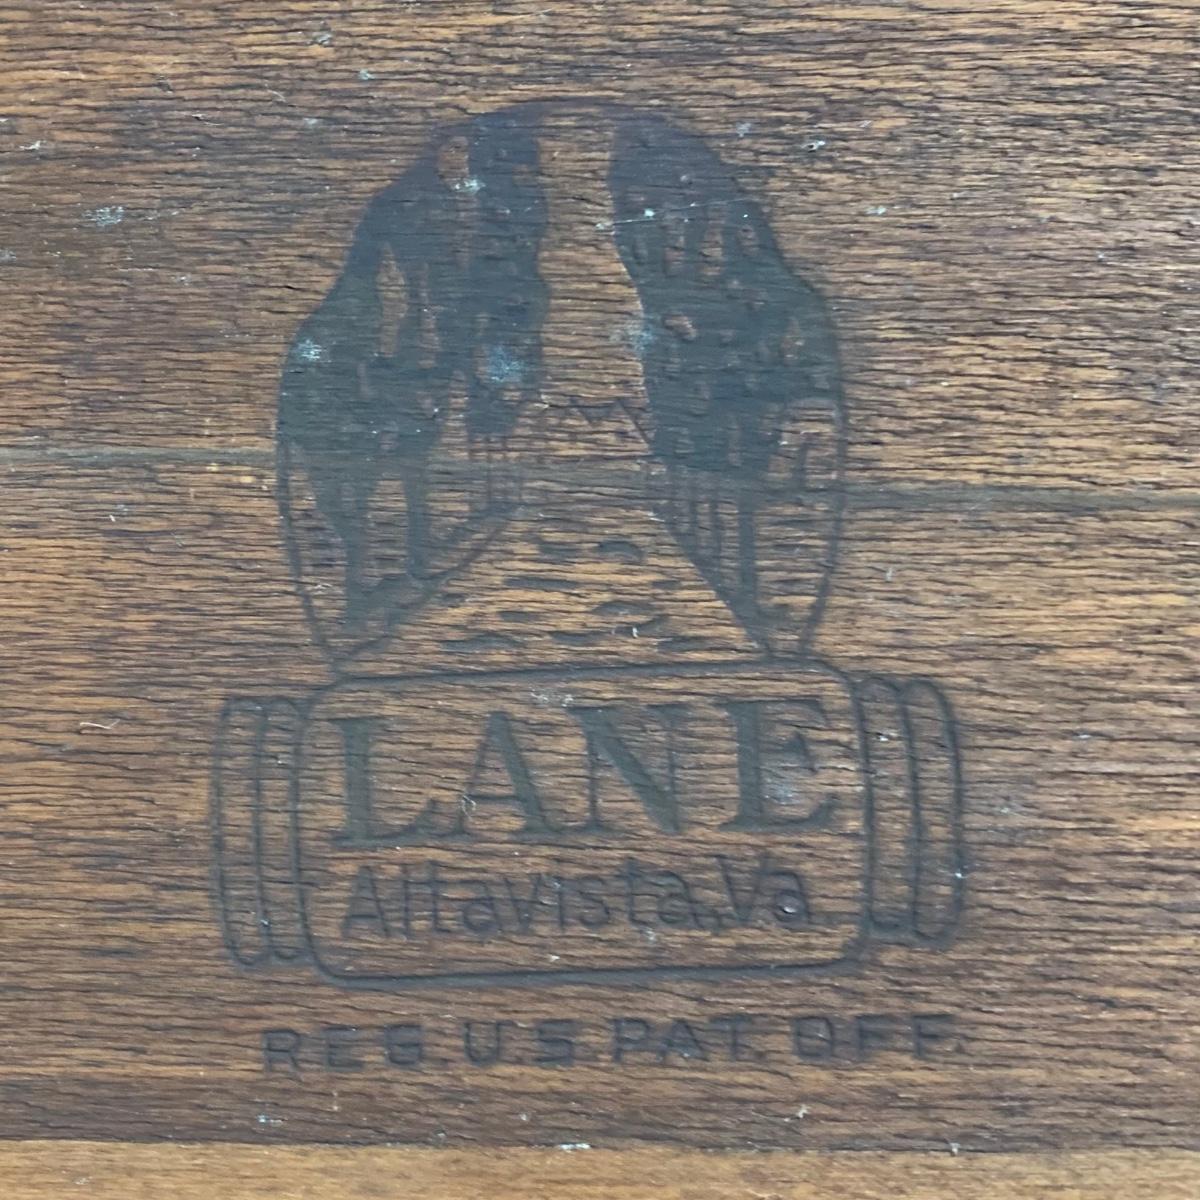 LANE
Altavista, Va
REG. U.S. PAT. OFF.